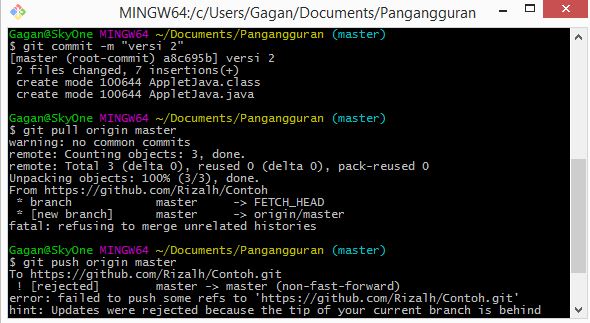 MINGW64:/c/Users/Gagan/Documents/Pangangguran
Gagan@SkyOne MINGW64 ~/Documents/Pangangguran (master)
$ git commit -m "versi 2"
[master (root-commit) a8c695b] versi 2
 2 files changed, 7 insertions(+)
 create mode 100644 AppletJava.class
 create mode 100644 AppletJava.java
Gagan@SkyOne MINGW64 ~/Documents/Pangangguran (master)
$ git pull origin master
warning: no common commits
remote: Counting objects: 3, done.
remote: Total 3 (delta 0), reused 0 (delta 0), pack-reused 0
Unpacking objects: 100% (3/3), done.
From https://github.com/Rizalh/Contoh
 * branch            master     -> FETCH_HEAD
 * [new branch]      master     -> origin/master
fatal: refusing to merge unrelated histories
Gagan@SkyOne MINGW64 ~/Documents/Pangangguran (master)
$ git push origin master
To https://github.com/Rizalh/Contoh.git
 ! [rejected]        master -> master (non-fast-forward)
error: failed to push some refs to 'https://github.com/Rizalh/Contoh.git'
hint: Updates were rejected because the tip of your current branch is behind